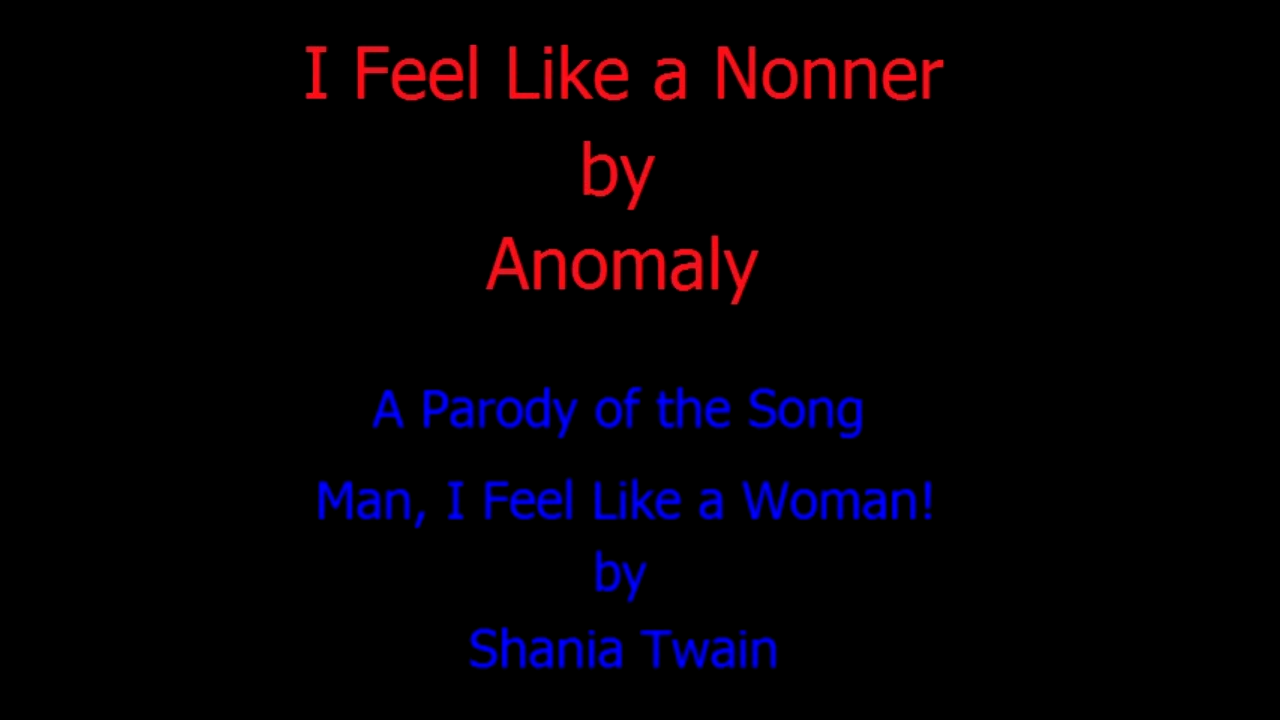 I Feel Like a Nonner
by
Anomaly
A Parody of the Song
Man, I Feel Like a Woman!
by
Shania Twain